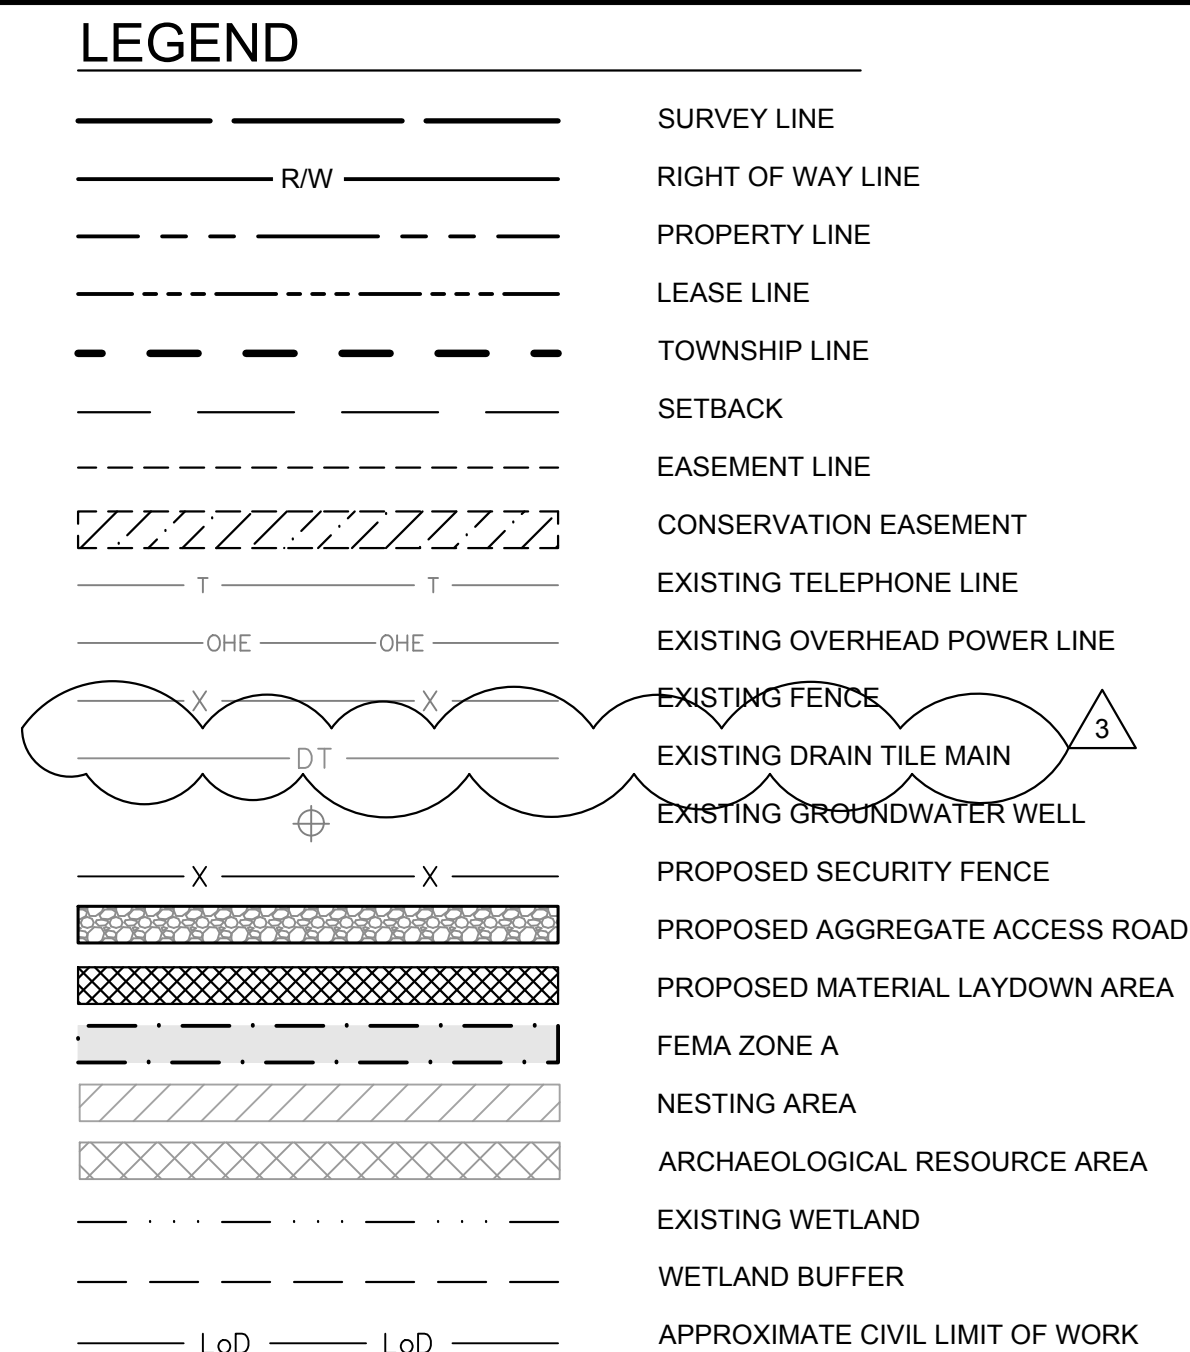 LEGEND
SURVEY LINE
R/W RIGHT OF WAY LINE
PROPERTY LINE
LEASE LINE
TOWNSHIP LINE
SETBACK
EASEMENT LINE
CONSERVATION EASEMENT
T T EXISTING TELEPHONE LINE
OHE OHE EXISTING OVERHEAD POWER LINE
X X EXISTING FENCE
DT EXISTING DRAIN TILE MAIN 3
EXISTING GROUNDWATER WELL
X X PROPOSED SECURITY FENCE
PROPOSED AGGREGATE ACCESS ROAD
PROPOSED MATERIAL LAYDOWN AREA
FEMA ZONE A
NESTING AREA
ARCHAEOLOGICAL RESOURCE AREA
EXISTING WETLAND
WETLAND BUFFER
LoD LoD APPROXIMATE CIVIL LIMIT OF WORK